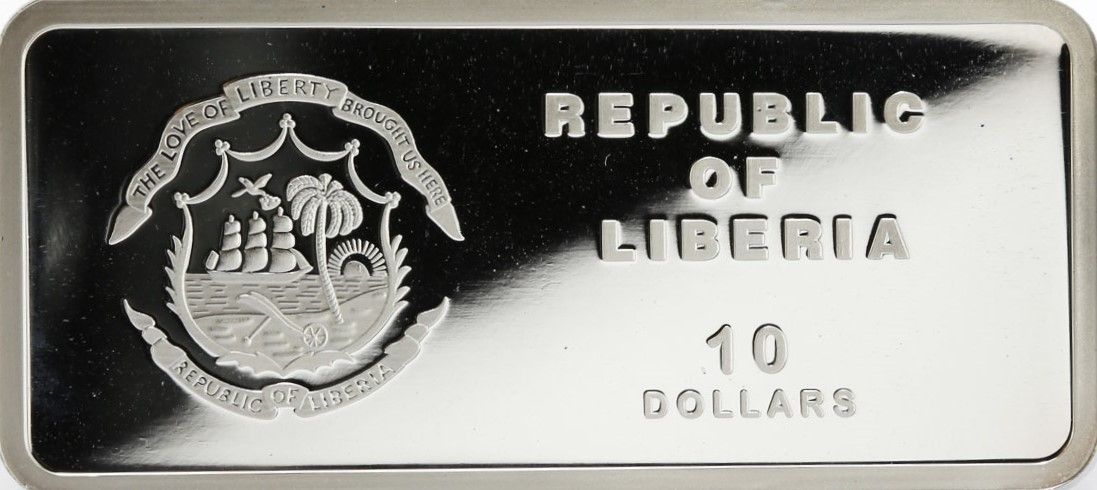 THE LOVE OF LIBERTY BROUGHT US HERE
REPUBLIC OF LIBERIA
REPUBLIC
OF
LIBERIA
10
DOLLARS